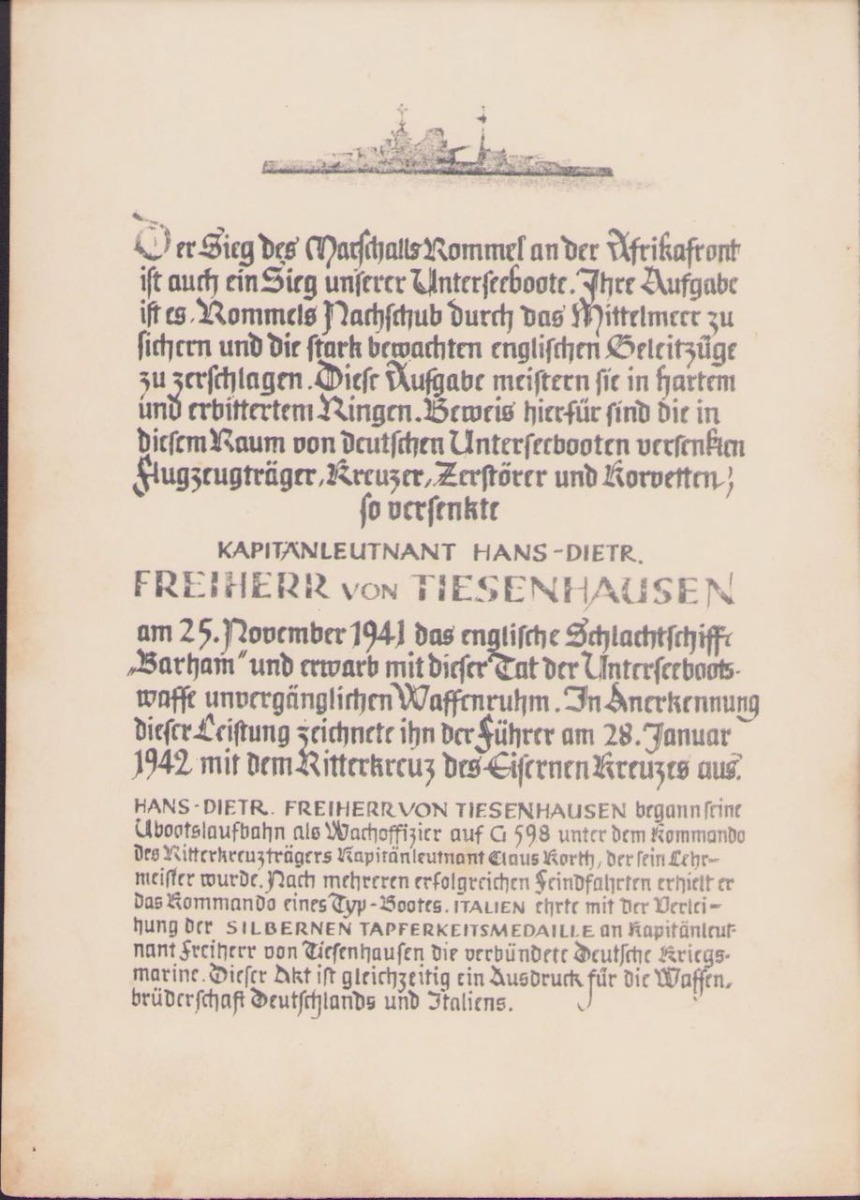 Der Sieg des Marschalls Rommel an der Afrikafront
ist auch ein Sieg unserer Unterseeboote. Ihre Aufgabe
ist es, Rommels Nachschub durch das Mittelmeer zu
sichern und die stark bewachten englischen Geleitzüge
zu zerschlagen. Diese Aufgabe meistern sie in hartem
und erbittertem Ringen. Beweis hierfür sind die in
diesem Raum von deutschen Unterseebooten versenkten
Flugzeugträger, Kreuzer, Zerstörer und Korvetten;
so versenkte
KAPITÄNLEUTNANT HANS-DIETR.
FREIHERR VON TIESENHAUSEN
am 25. November 1941 das englische Schlachtschiff
„Barham" und erwarb mit dieser Tat der Unterseeboots-
waffe unvergänglichen Waffenruhm. In Anerkennung
dieser Leistung zeichnete ihn der Führer am 28. Januar
1942 mit dem Ritterkreuz des Eisernen Kreuzes aus.
HANS-DIETR. FREIHERR VON TIESENHAUSEN begann seine
Ubootslaufbahn als Wachoffizier auf G 598 unter dem Kommando
des Ritterkreuzträgers Kapitänleutnant Claus Korth, der sein Lehr-
meister wurde. Nach mehreren erfolgreichen Feindfahrten erhielt er
das Kommando eines Typ-Bootes. ITALIEN ehrte mit der Verlei-
hung der SILBERNEN TAPFERKEITSMEDAILLE an Kapitänleut-
nant Freiherr von Tiesenhausen die verbündete Deutsche Kriegs-
marine. Dieser Akt ist gleichzeitig ein Ausdruck für die Waffen-
brüderschaft Deutschlands und Italiens.